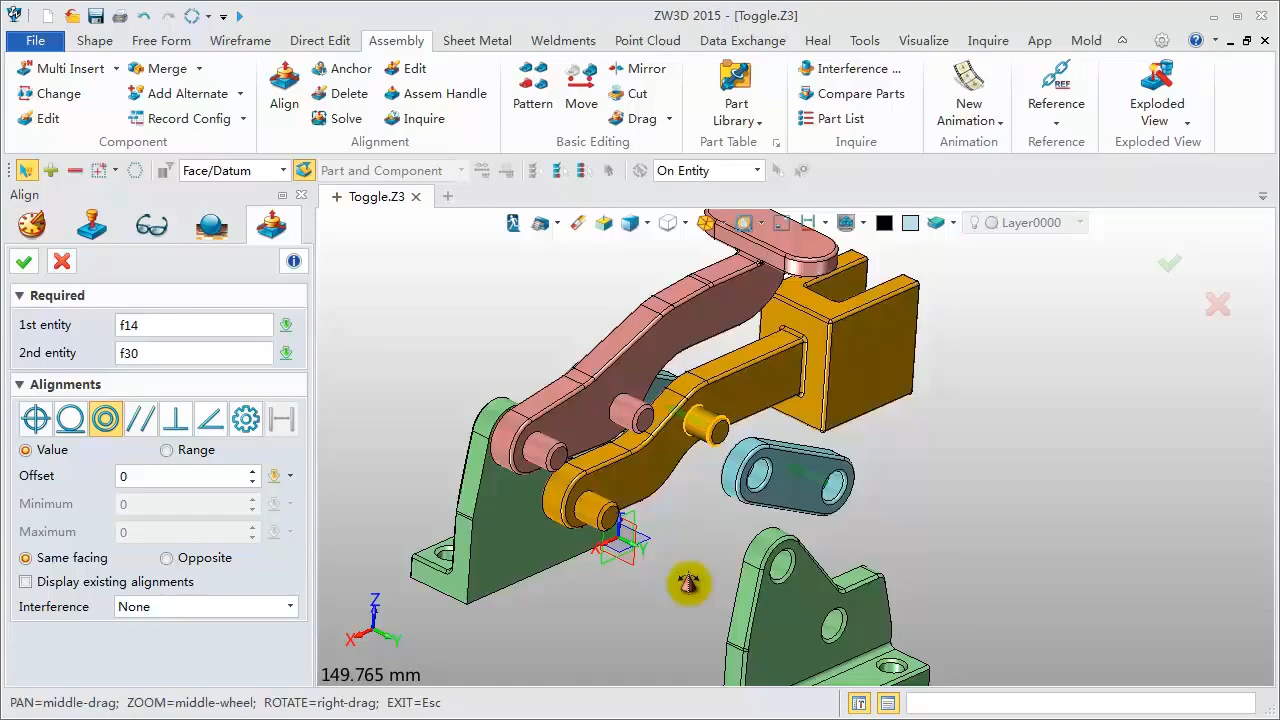 ZW3D 2015 - [Toggle.Z3]
File Shape Free Form Wireframe Direct Edit Assembly Sheet Metal Weldments Point Cloud Data Exchange Heal Tools Visualize Inquire App Mold
Multi Insert Merge Anchor Edit Mirror Interference ... 
Change Add Alternate Delete Assem Handle Cut Compare Parts
Edit Record Config Solve Inquire Drag Part List
Align Pattern Move Part Library New Animation REF Reference Exploded View
Component Alignment Basic Editing Part Table Inquire Animation Reference Exploded View
Face/Datum Part and Component On Entity
Align
Toggle.Z3
Layer0000
Required
1st entity f14
2nd entity f30
Alignments
Value Range
Offset 0
Minimum 0
Maximum 0
Same facing Opposite
Display existing alignments
Interference None
X Y
Z
X Y
149.765 mm
PAN=middle-drag; ZOOM=middle-wheel; ROTATE=right-drag; EXIT=Esc